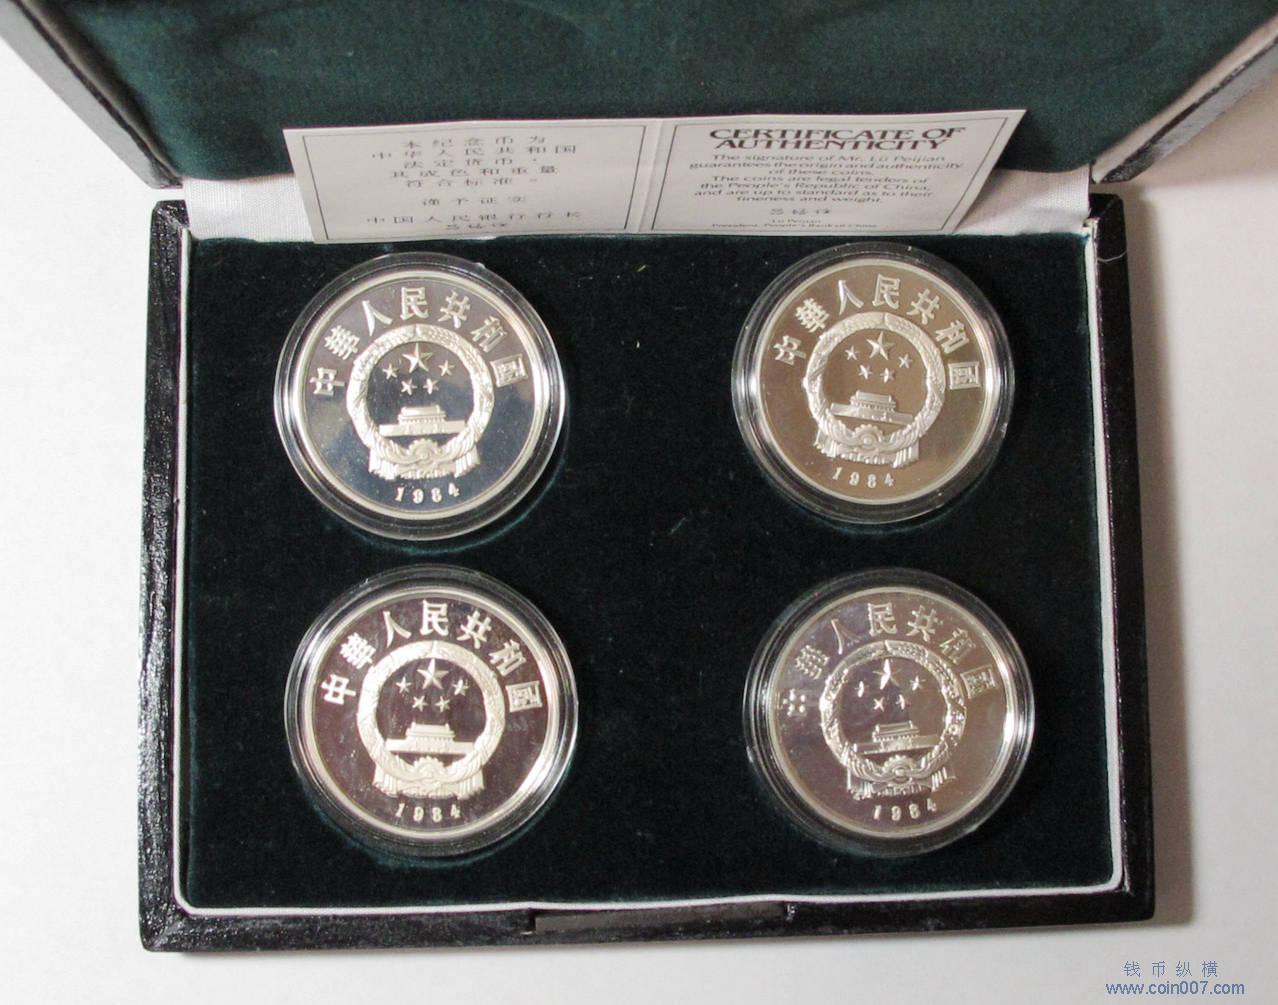 本纪念币为
中华人民共和国
法定货币，
其成色和重量
符合标准。
谨予证实
中国人民银行行长
吕培俭
CERTIFICATE OF
AUTHENTICITY
The signature of Mr. Lü Peijian
guarantees the origin and authenticity
of these coins.
The coins are legal tenders of
the People's Republic of China,
and are up to standard as to their
fineness and weight.
吕培俭
Lü Peijian
President, People's Bank of China
中華人民共和國
1984
中華人民共和國
1984
中華人民共和國
1984
中華人民共和國
1984
钱币纵横
www.coin007.com